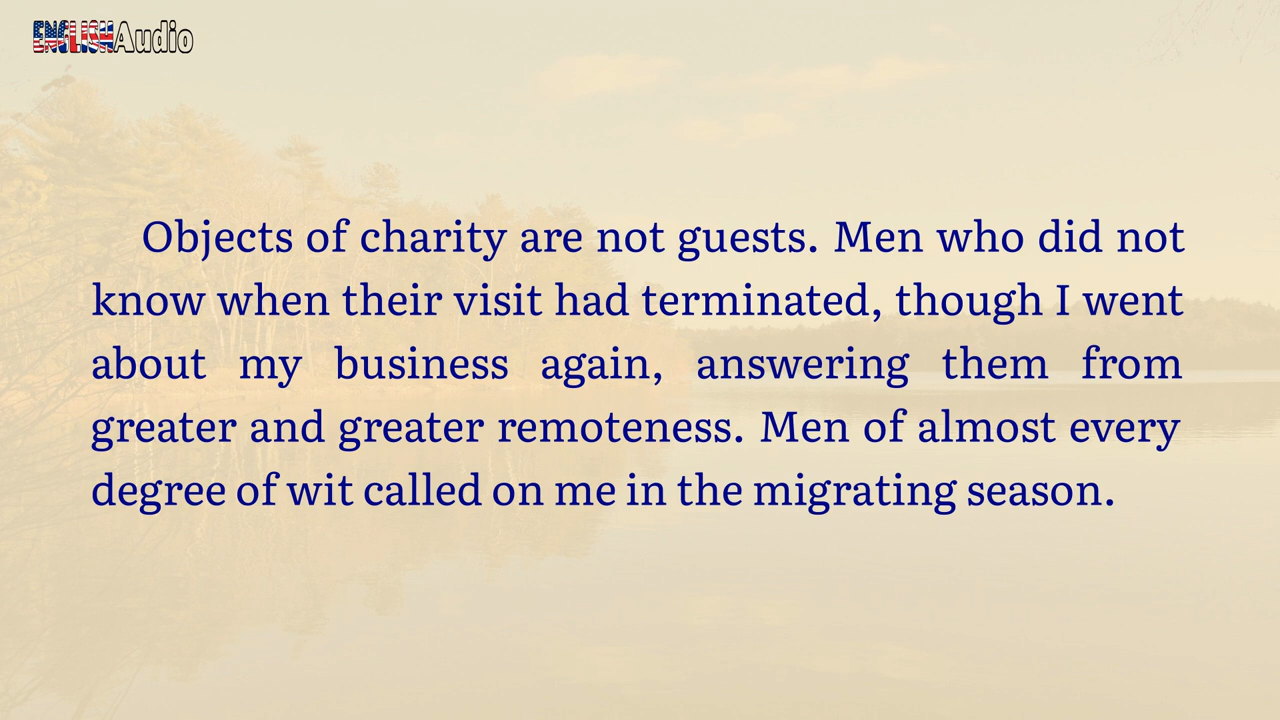 ENGLISHAudio
Objects of charity are not guests. Men who did not
know when their visit had terminated, though I went
about my business again, answering them from
greater and greater remoteness. Men of almost every
degree of wit called on me in the migrating season.